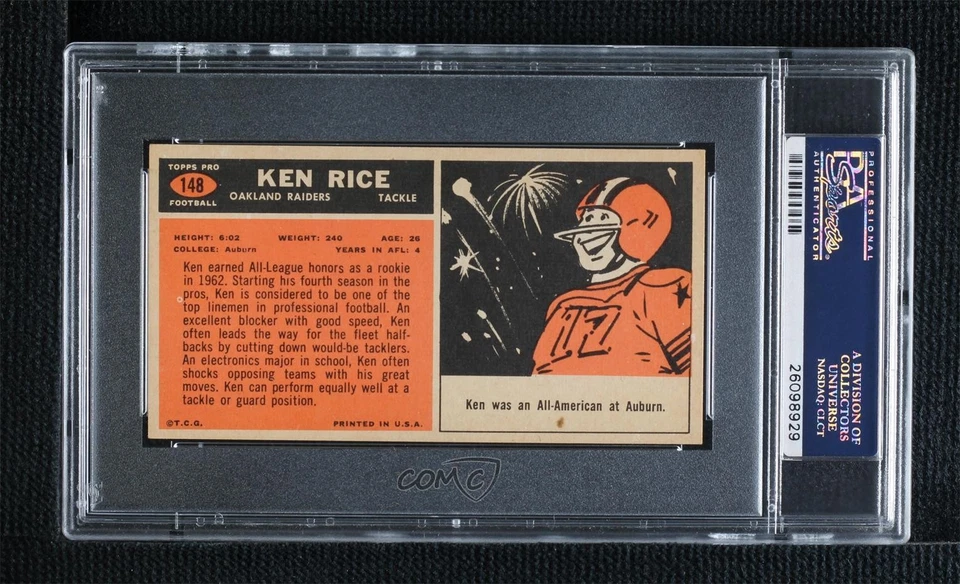 TOPPS PRO
148
FOOTBALL
KEN RICE
OAKLAND RAIDERS TACKLE
HEIGHT: 6:02 WEIGHT: 240 AGE: 26
COLLEGE: Auburn YEARS IN AFL: 4
Ken earned All-League honors as a rookie
in 1962. Starting his fourth season in the
pros, Ken is considered to be one of the
top linemen in professional football. An
excellent blocker with good speed, Ken
often leads the way for the fleet half-
backs by cutting down would-be tacklers.
An electronics major in school, Ken often
shocks opposing teams with his great
moves. Ken can perform equally well at a
tackle or guard position.
©T.C.G. PRINTED IN U.S.A.
77
Ken was an All-American at Auburn.
PROFESSIONAL
PSA
Sports
AUTHENTICATOR
A DIVISION OF
COLLECTORS
UNIVERSE
NASDAQ: CLCT
26098929
COMC